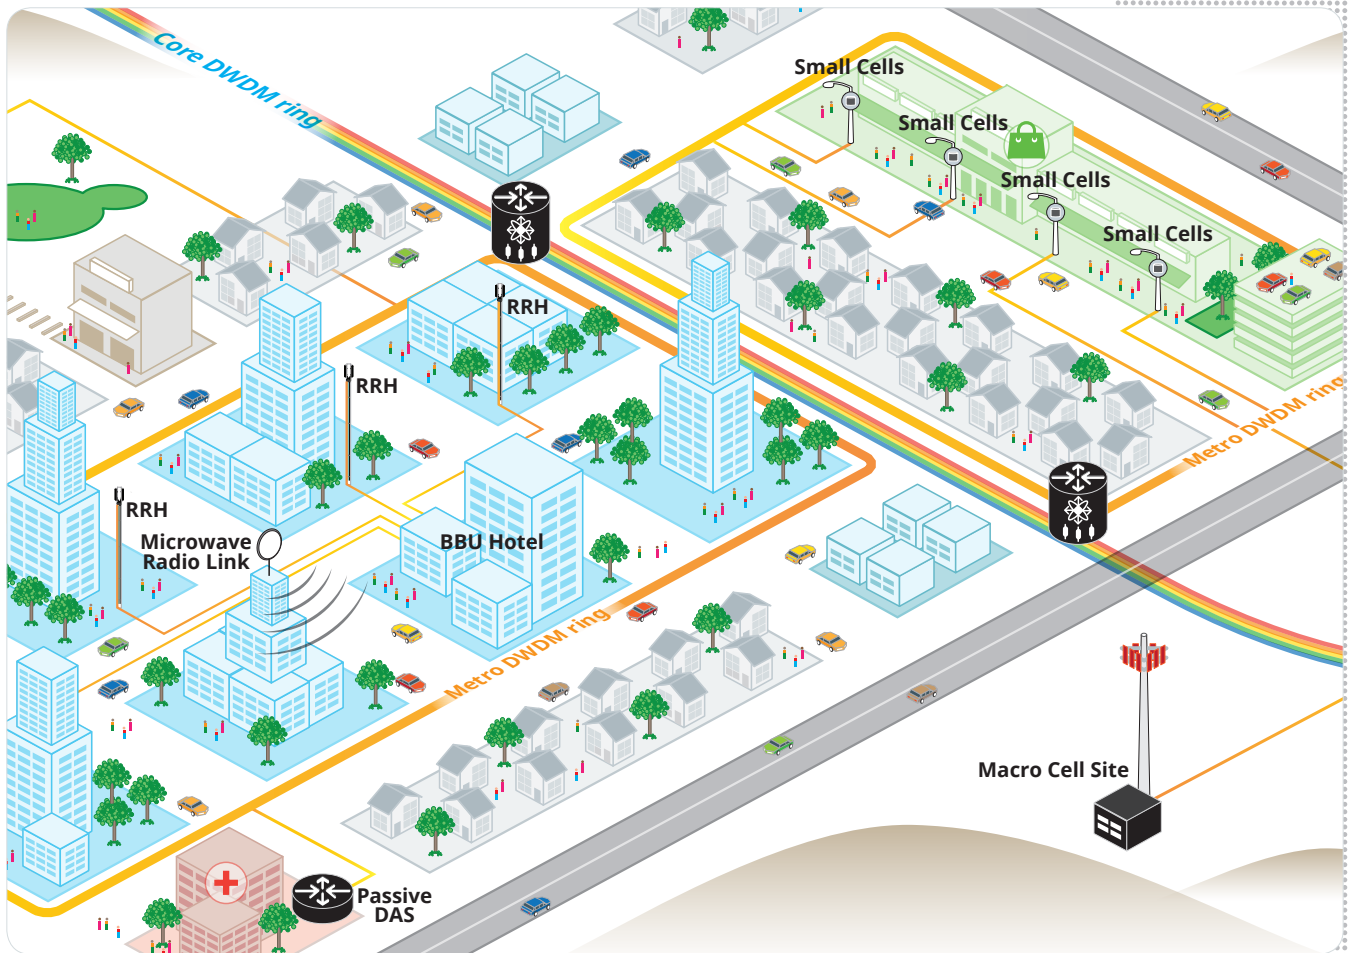 Core DWDM ring
Small Cells
Small Cells
Small Cells
Small Cells
RRH
RRH
RRH
Microwave
Radio Link
BBU Hotel
Metro DWDM ring
Metro DWDM ring
Macro Cell Site
Passive
DAS